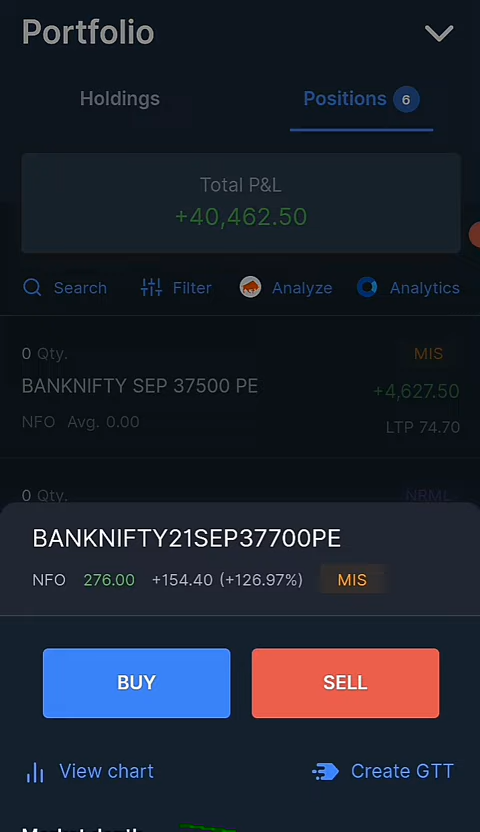 Portfolio
Holdings Positions 6
Total P&L
+40,462.50
Search Filter Analyze Analytics
0 Qty. MIS
BANKNIFTY SEP 37500 PE +4,627.50
NFO Avg. 0.00 LTP 74.70
0 Qty. NRML
BANKNIFTY21SEP37700PE
NFO 276.00 +154.40 (+126.97%) MIS
BUY SELL
View chart Create GTT